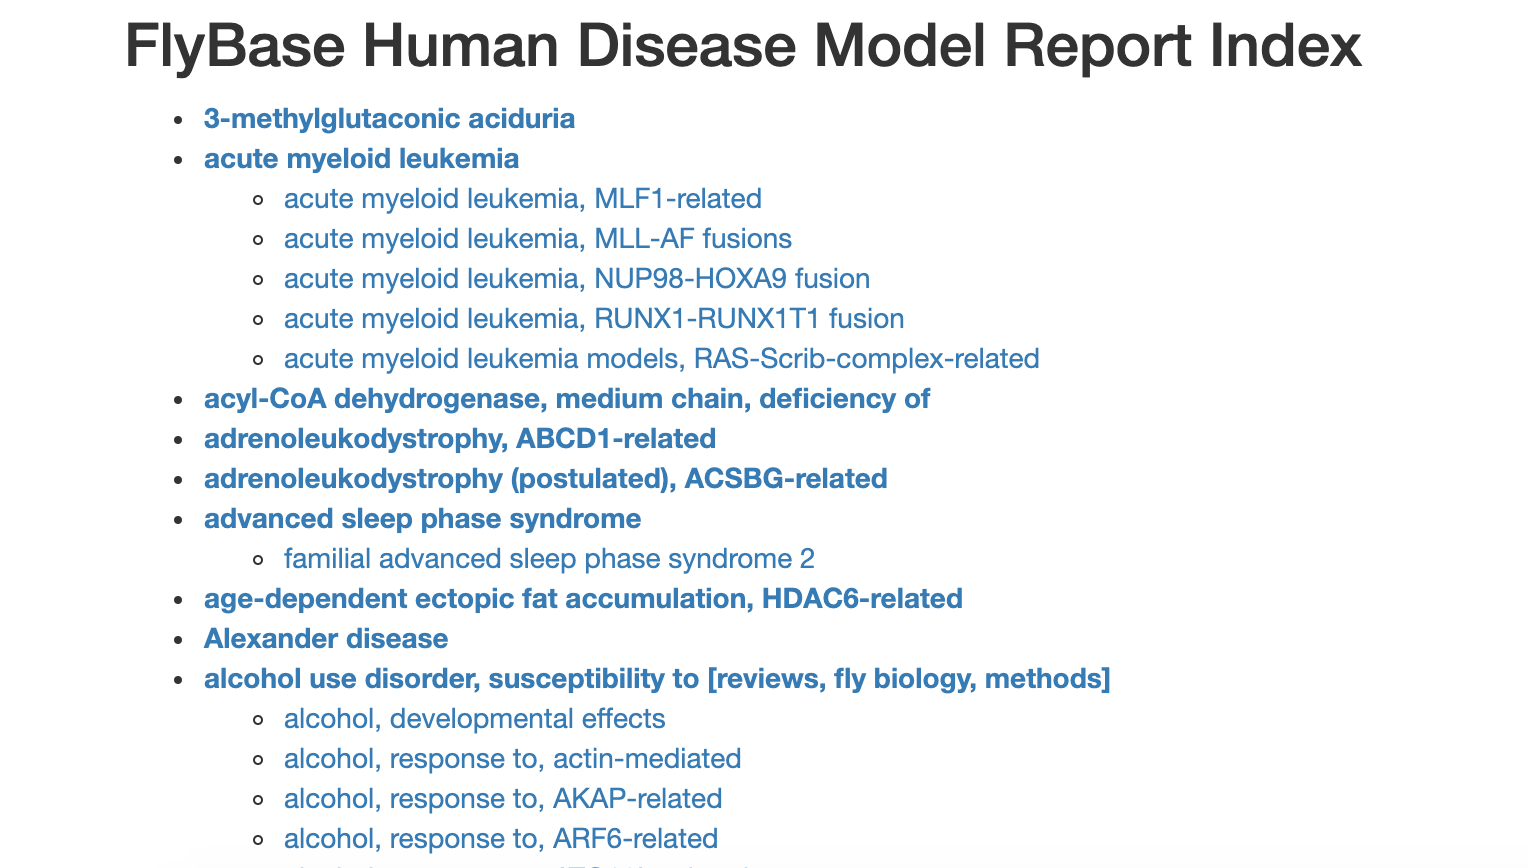 FlyBase Human Disease Model Report Index
3-methylglutaconic aciduria
acute myeloid leukemia
acute myeloid leukemia, MLF1-related
acute myeloid leukemia, MLL-AF fusions
acute myeloid leukemia, NUP98-HOXA9 fusion
acute myeloid leukemia, RUNX1-RUNX1T1 fusion
acute myeloid leukemia models, RAS-Scrib-complex-related
acyl-CoA dehydrogenase, medium chain, deficiency of
adrenoleukodystrophy, ABCD1-related
adrenoleukodystrophy (postulated), ACSBG-related
advanced sleep phase syndrome
familial advanced sleep phase syndrome 2
age-dependent ectopic fat accumulation, HDAC6-related
Alexander disease
alcohol use disorder, susceptibility to [reviews, fly biology, methods]
alcohol, developmental effects
alcohol, response to, actin-mediated
alcohol, response to, AKAP-related
alcohol, response to, ARF6-related